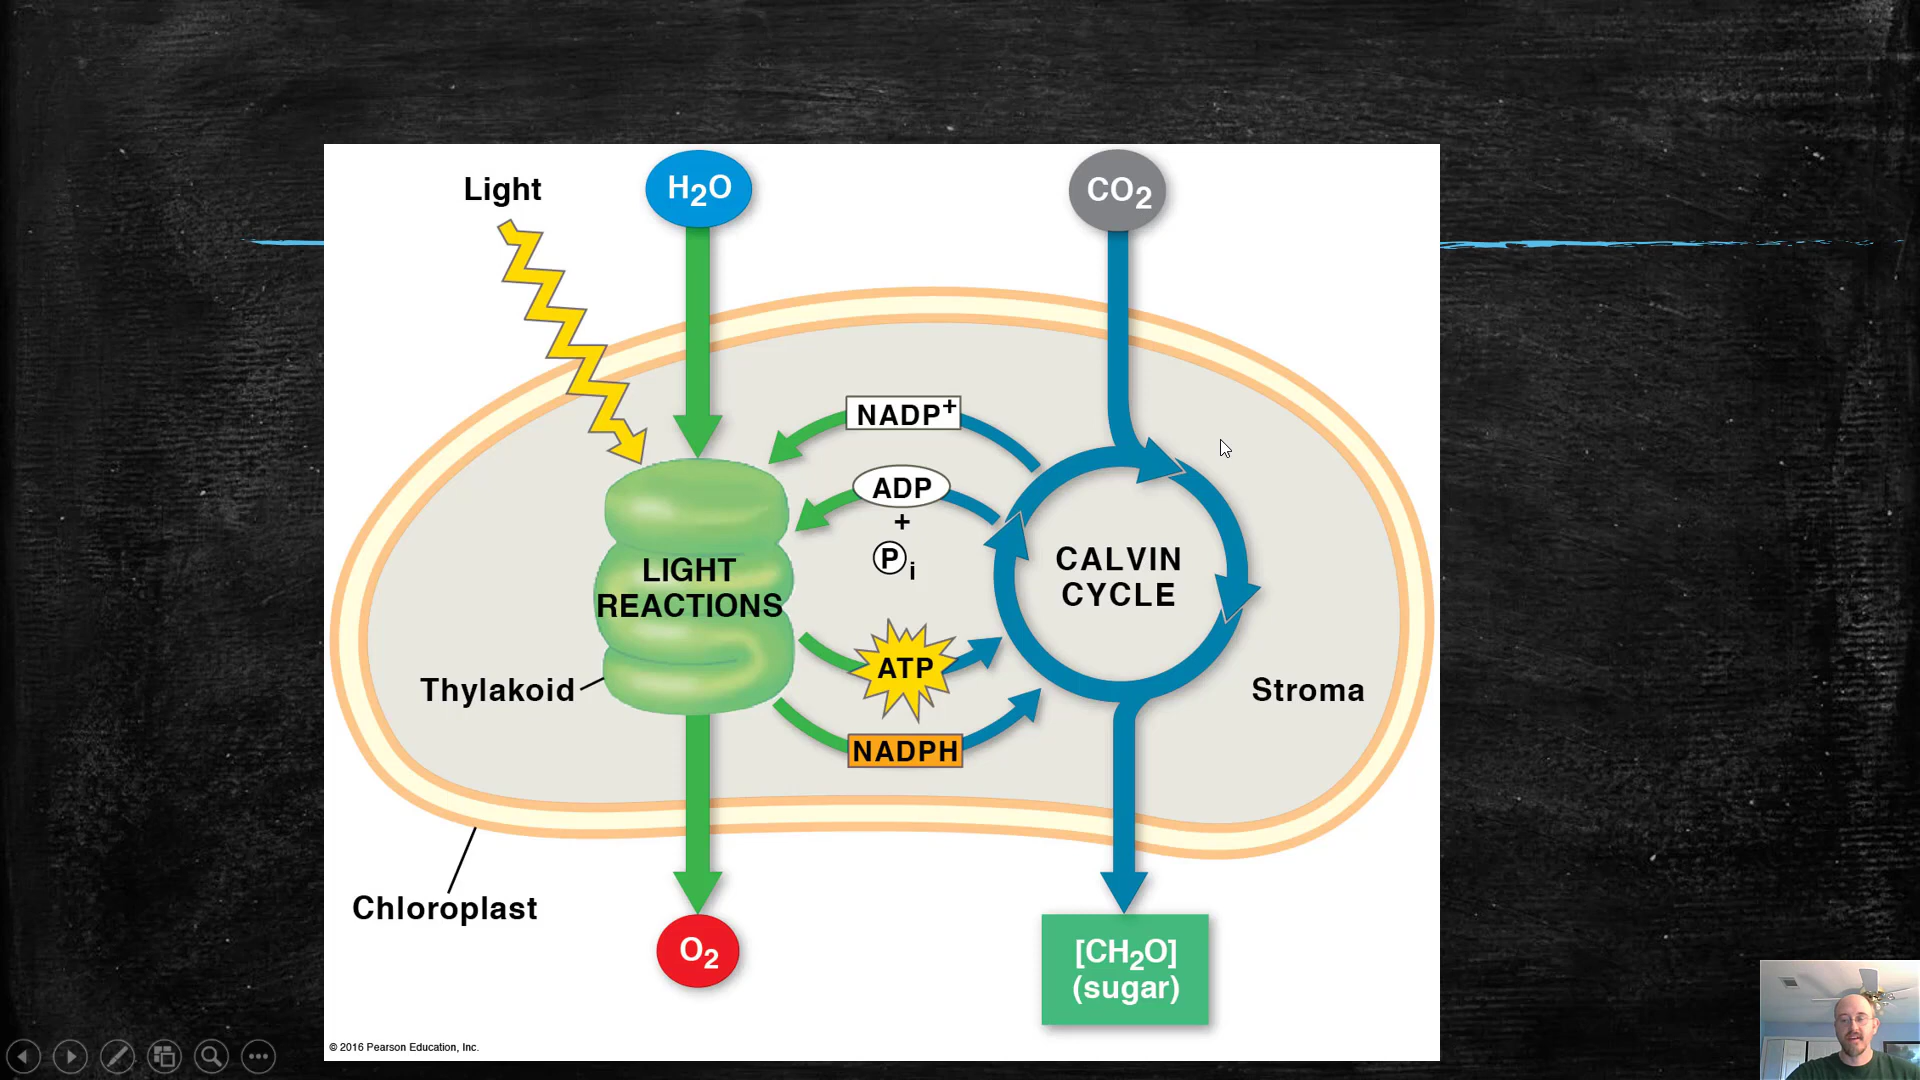 Light
H₂O
CO₂
NADP⁺
ADP
+
Pᵢ
LIGHT
REACTIONS
CALVIN
CYCLE
ATP
Thylakoid
Stroma
NADPH
Chloroplast
O₂
[CH₂O]
(sugar)
© 2016 Pearson Education, Inc.